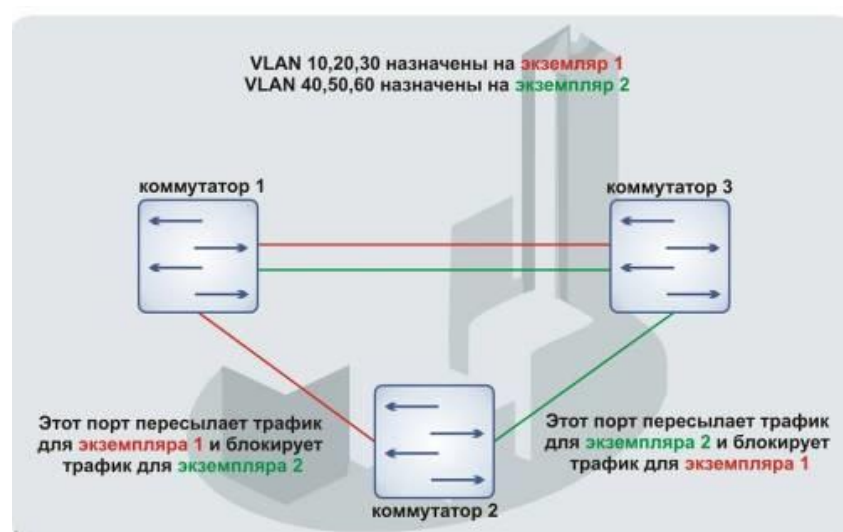 VLAN 10,20,30 назначены на экземляр 1
VLAN 40,50,60 назначены на экземпляр 2
коммутатор 1
коммутатор 3
Этот порт пересылает трафик
для экземпляра 1 и блокирует
трафик для экземпляра 2
Этот порт пересылает трафик
для экземпляра 2 и блокирует
трафик для экземпляра 1
коммутатор 2